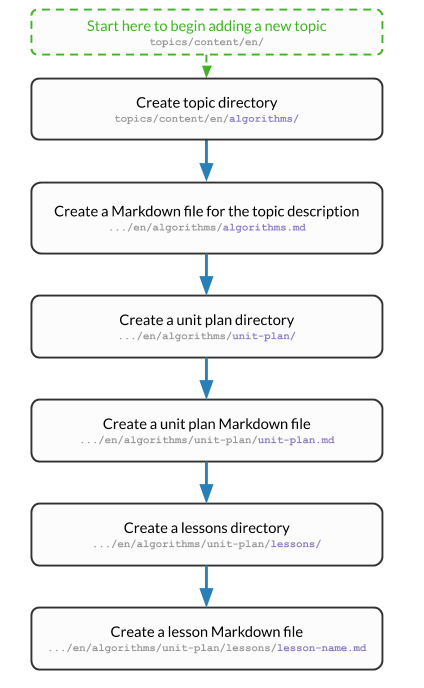 Start here to begin adding a new topic
topics/content/en/
Create topic directory
topics/content/en/algorithms/
Create a Markdown file for the topic description
.../en/algorithms/algorithms.md
Create a unit plan directory
.../en/algorithms/unit-plan/
Create a unit plan Markdown file
.../en/algorithms/unit-plan/unit-plan.md
Create a lessons directory
.../en/algorithms/unit-plan/lessons/
Create a lesson Markdown file
.../en/algorithms/unit-plan/lessons/lesson-name.md